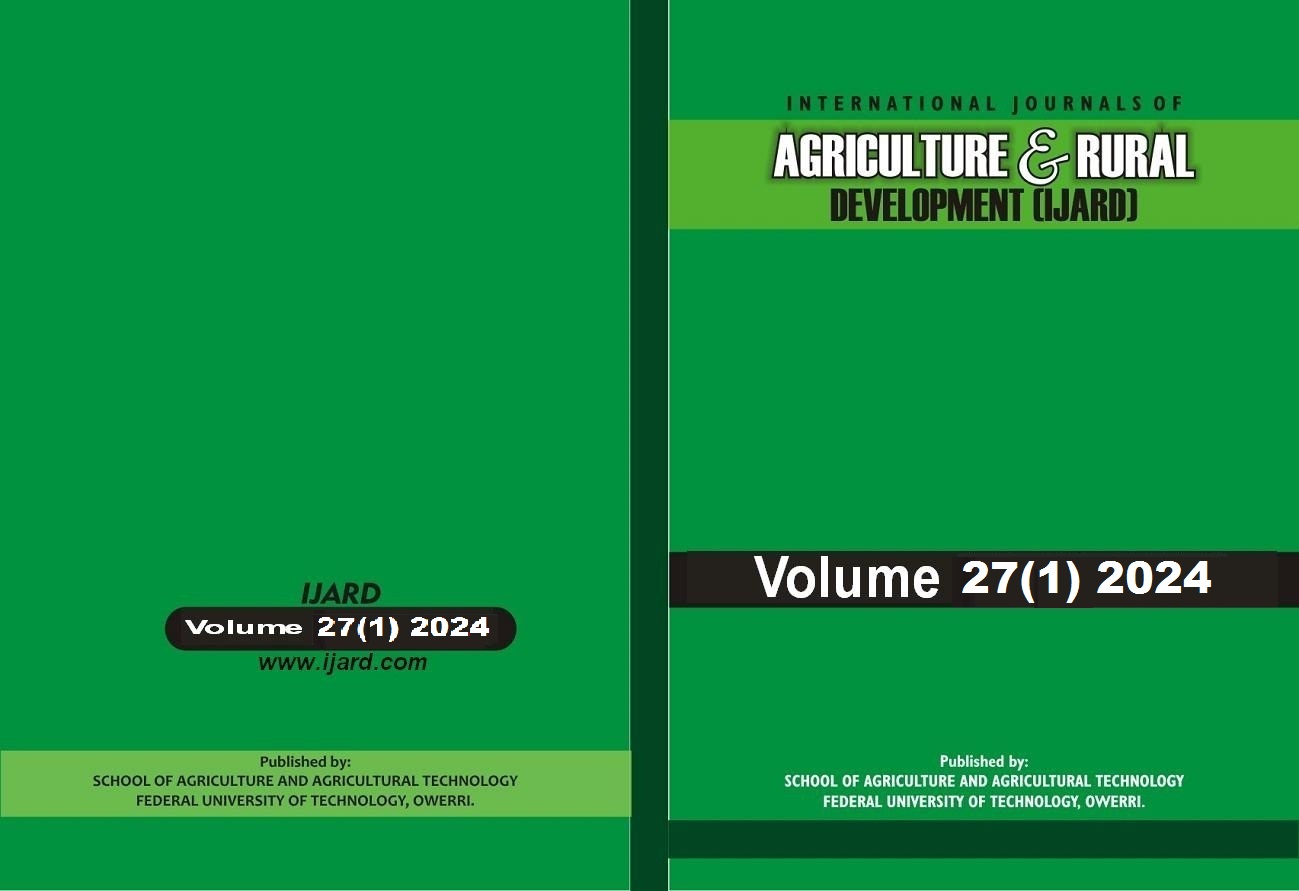 IJARD
Volume 27(1) 2024
www.ijard.com
Published by:
SCHOOL OF AGRICULTURE AND AGRICULTURAL TECHNOLOGY
FEDERAL UNIVERSITY OF TECHNOLOGY, OWERRI.
INTERNATIONAL JOURNALS OF
AGRICULTURE & RURAL
DEVELOPMENT (IJARD)
Volume 27(1) 2024
Published by:
SCHOOL OF AGRICULTURE AND AGRICULTURAL TECHNOLOGY
FEDERAL UNIVERSITY OF TECHNOLOGY, OWERRI.